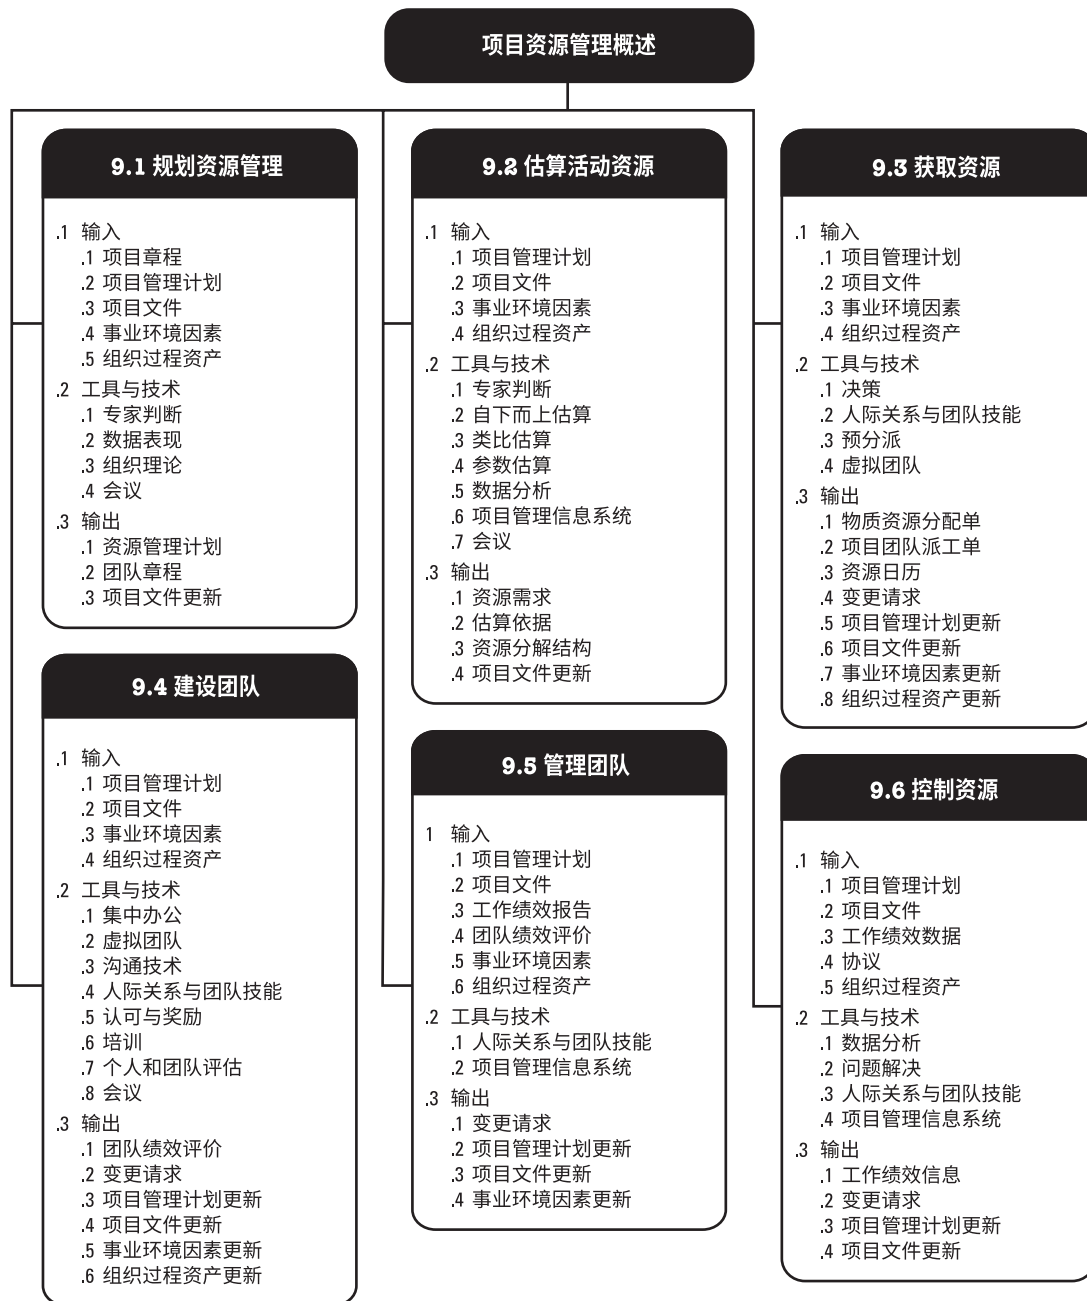 项目资源管理概述
9.1 规划资源管理
.1 输入
.1 项目章程
.2 项目管理计划
.3 项目文件
.4 事业环境因素
.5 组织过程资产
.2 工具与技术
.1 专家判断
.2 数据表现
.3 组织理论
.4 会议
.3 输出
.1 资源管理计划
.2 团队章程
.3 项目文件更新
9.2 估算活动资源
.1 输入
.1 项目管理计划
.2 项目文件
.3 事业环境因素
.4 组织过程资产
.2 工具与技术
.1 专家判断
.2 自下而上估算
.3 类比估算
.4 参数估算
.5 数据分析
.6 项目管理信息系统
.7 会议
.3 输出
.1 资源需求
.2 估算依据
.3 资源分解结构
.4 项目文件更新
9.3 获取资源
.1 输入
.1 项目管理计划
.2 项目文件
.3 事业环境因素
.4 组织过程资产
.2 工具与技术
.1 决策
.2 人际关系与团队技能
.3 预分派
.4 虚拟团队
.3 输出
.1 物质资源分配单
.2 项目团队派工单
.3 资源日历
.4 变更请求
.5 项目管理计划更新
.6 项目文件更新
.7 事业环境因素更新
.8 组织过程资产更新
9.4 建设团队
.1 输入
.1 项目管理计划
.2 项目文件
.3 事业环境因素
.4 组织过程资产
.2 工具与技术
.1 集中办公
.2 虚拟团队
.3 沟通技术
.4 人际关系与团队技能
.5 认可与奖励
.6 培训
.7 个人和团队评估
.8 会议
.3 输出
.1 团队绩效评价
.2 变更请求
.3 项目管理计划更新
.4 项目文件更新
.5 事业环境因素更新
.6 组织过程资产更新
9.5 管理团队
1 输入
.1 项目管理计划
.2 项目文件
.3 工作绩效报告
.4 团队绩效评价
.5 事业环境因素
.6 组织过程资产
.2 工具与技术
.1 人际关系与团队技能
.2 项目管理信息系统
.3 输出
.1 变更请求
.2 项目管理计划更新
.3 项目文件更新
.4 事业环境因素更新
9.6 控制资源
.1 输入
.1 项目管理计划
.2 项目文件
.3 工作绩效数据
.4 协议
.5 组织过程资产
.2 工具与技术
.1 数据分析
.2 问题解决
.3 人际关系与团队技能
.4 项目管理信息系统
.3 输出
.1 工作绩效信息
.2 变更请求
.3 项目管理计划更新
.4 项目文件更新